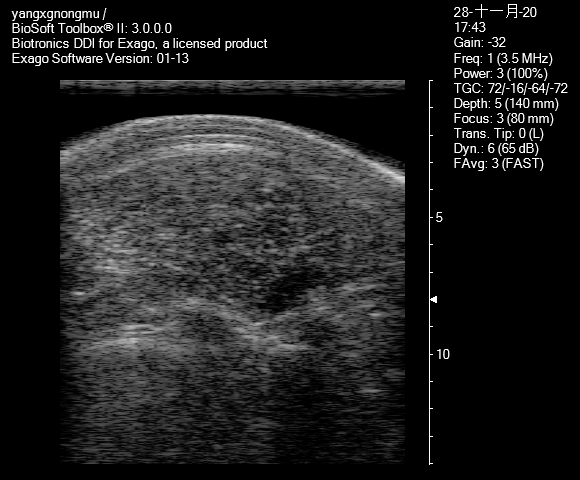 yangxgnongmu /
BioSoft Toolbox® II: 3.0.0.0
Biotronics DDI for Exago, a licensed product
Exago Software Version: 01-13
28-十一月-20
17:43
Gain: -32
Freq: 1 (3.5 MHz)
Power: 3 (100%)
TGC: 72/-16/-64/-72
Depth: 5 (140 mm)
Focus: 3 (80 mm)
Trans. Tip: 0 (L)
Dyn.: 6 (65 dB)
FAvg: 3 (FAST)
5
10